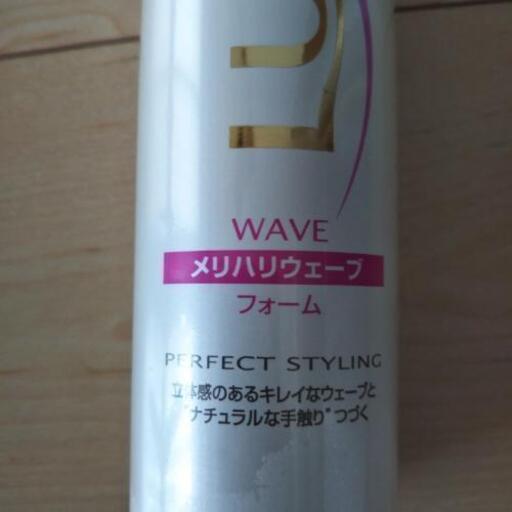 LU
WAVE
メリハリウェーブ
フォーム
PERFECT STYLING
立体感のあるキレイなウェーブと
"ナチュラルな手触り"つづく